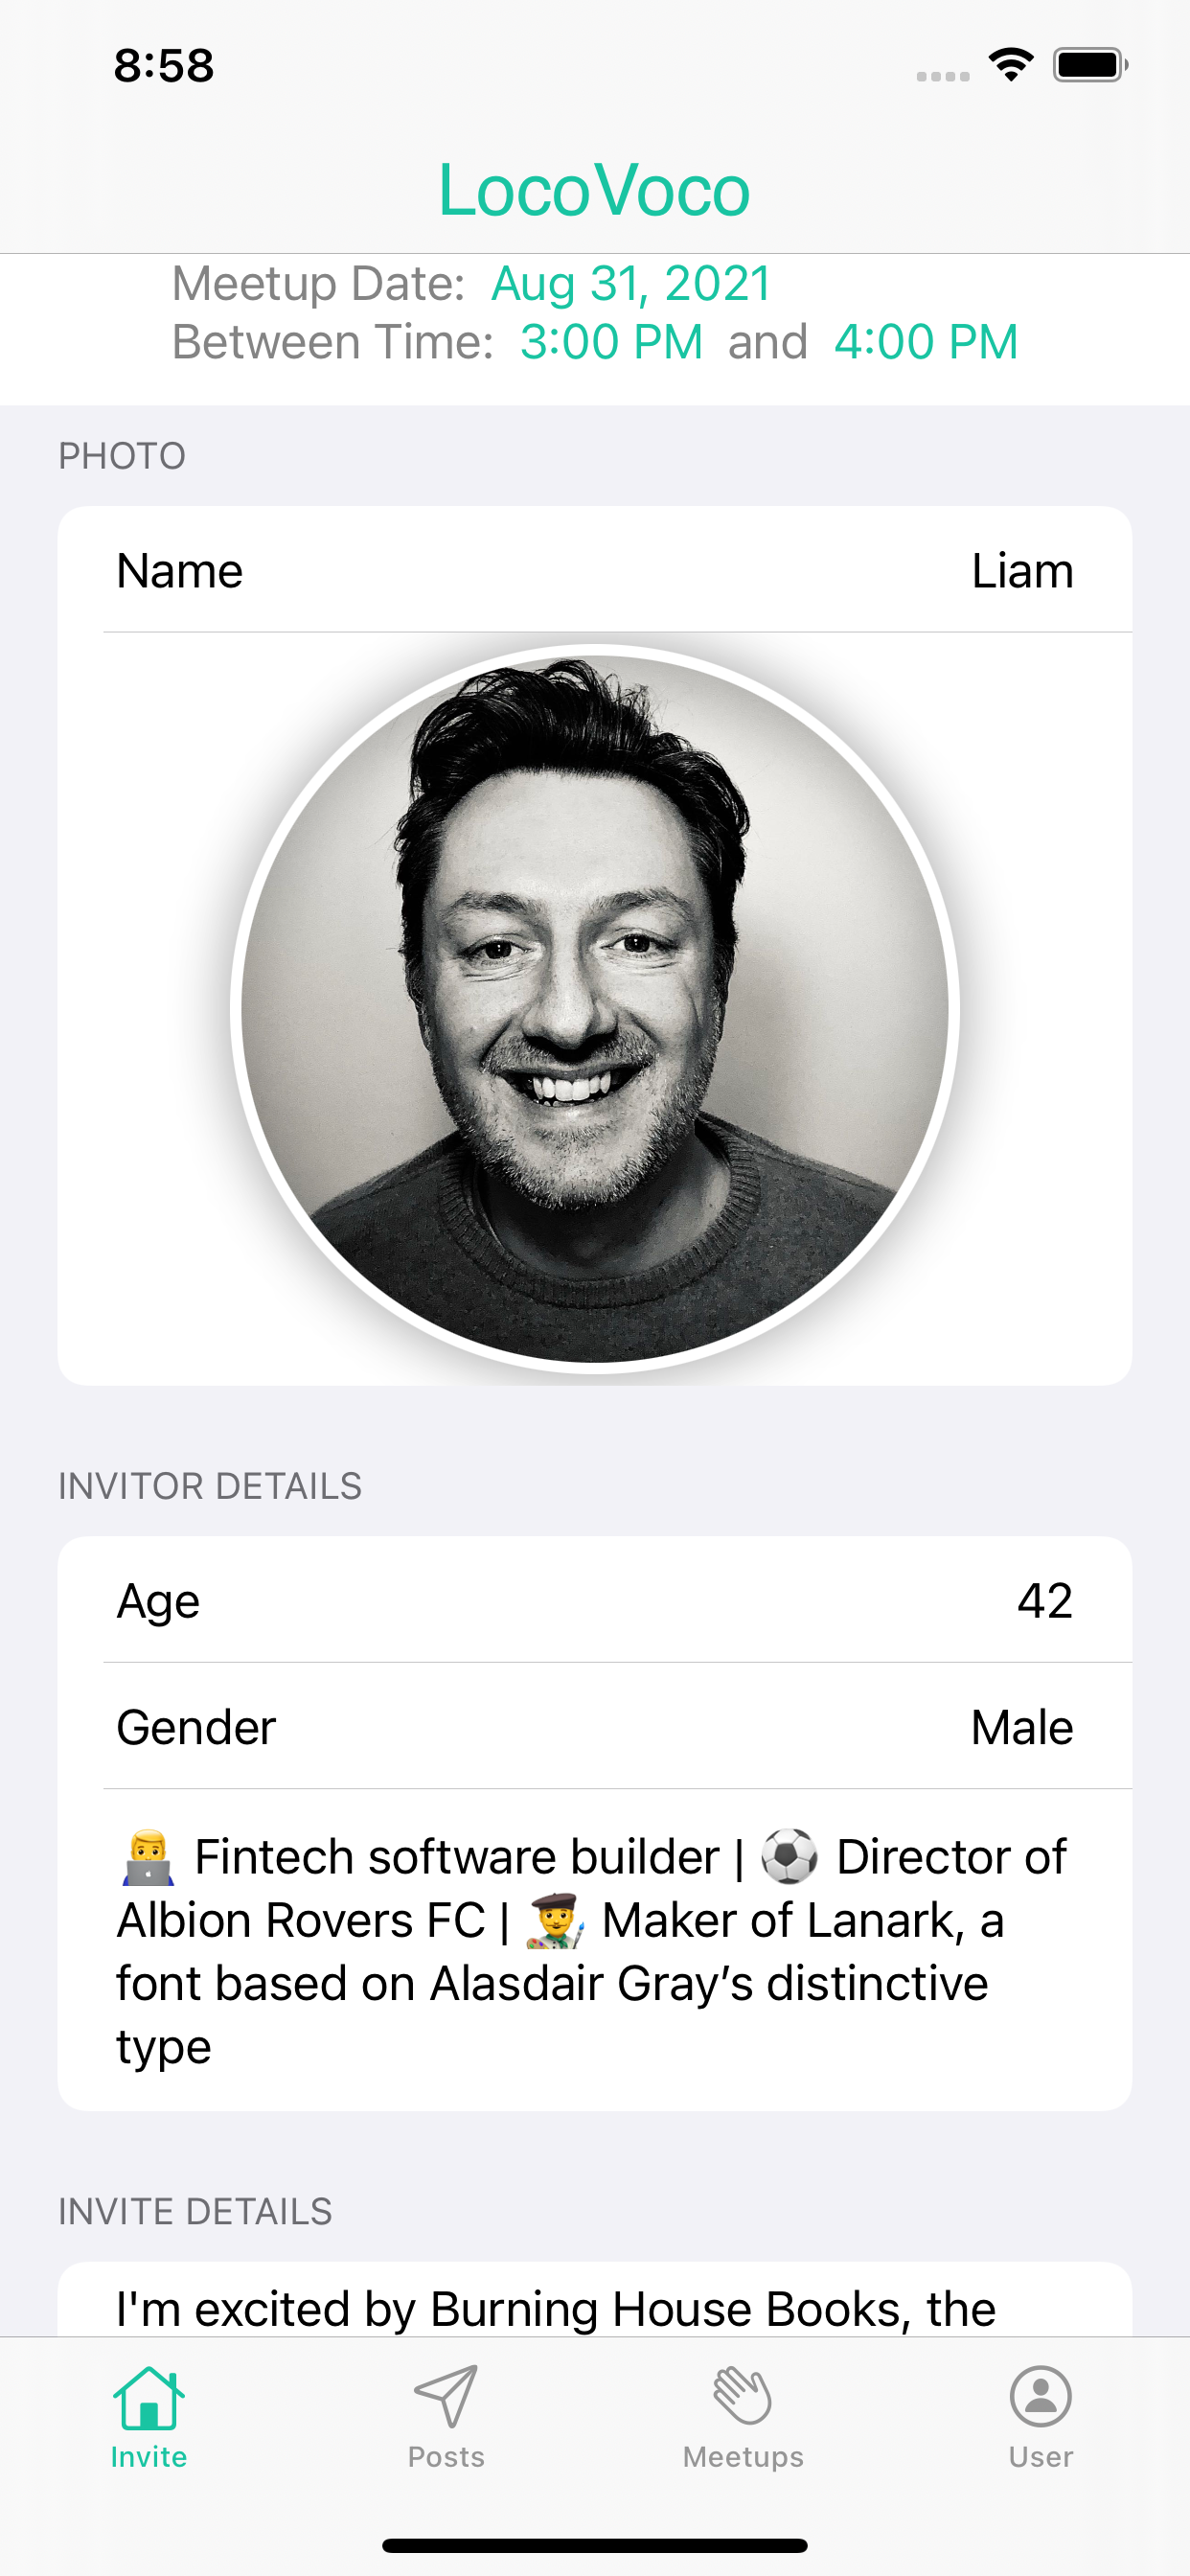 8:58
LocoVoco
Meetup Date: Aug 31, 2021
Between Time: 3:00 PM and 4:00 PM
PHOTO
Name Liam
INVITOR DETAILS
Age 42
Gender Male
👨‍💻 Fintech software builder | ⚽ Director of
Albion Rovers FC | 👨‍🎨 Maker of Lanark, a
font based on Alasdair Gray’s distinctive
type
INVITE DETAILS
I'm excited by Burning House Books, the
Invite Posts Meetups User